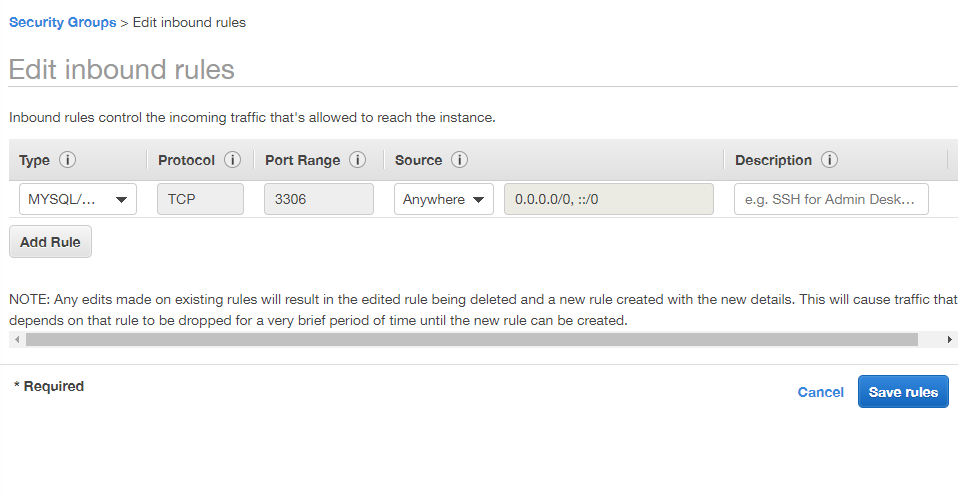 Security Groups > Edit inbound rules
Edit inbound rules
Inbound rules control the incoming traffic that's allowed to reach the instance.
Type i Protocol i Port Range i Source i Description i
MYSQL/... TCP 3306 Anywhere 0.0.0.0/0, ::/0 e.g. SSH for Admin Desk...
Add Rule
NOTE: Any edits made on existing rules will result in the edited rule being deleted and a new rule created with the new details. This will cause traffic that
depends on that rule to be dropped for a very brief period of time until the new rule can be created.
* Required
Cancel Save rules